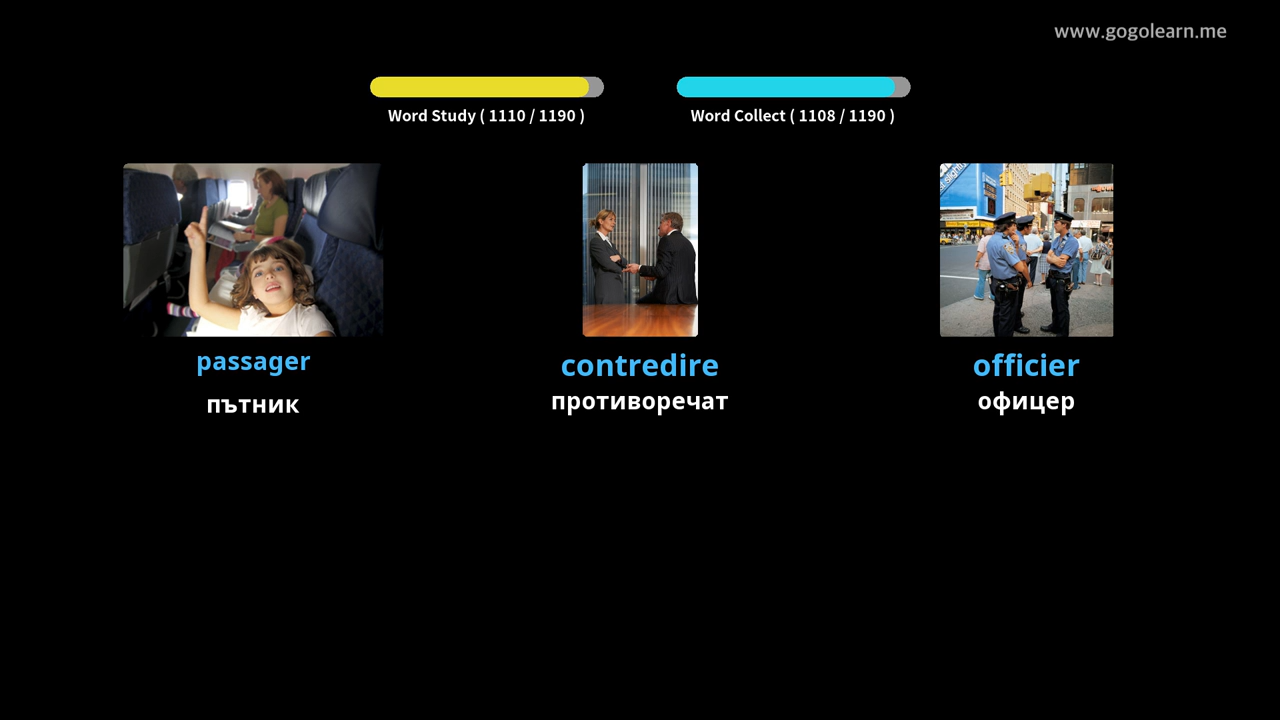 www.gogolearn.me
Word Study ( 1110 / 1190 )
Word Collect ( 1108 / 1190 )
passager
contredire
officier
пътник
противоречат
офицер